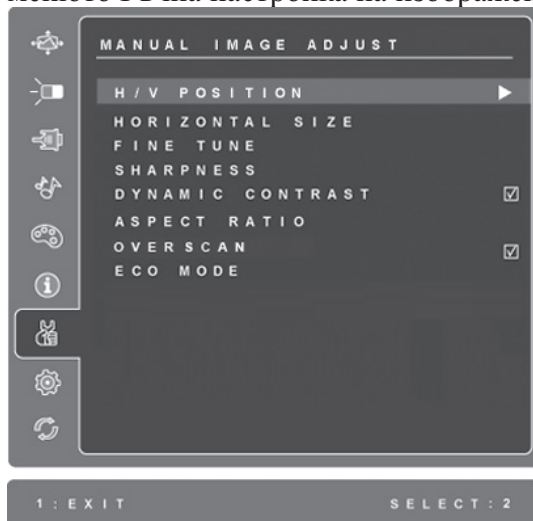 MANUAL IMAGE ADJUST
H/V POSITION
HORIZONTAL SIZE
FINE TUNE
SHARPNESS
DYNAMIC CONTRAST
ASPECT RATIO
OVERSCAN
ECO MODE
1:EXIT SELECT:2